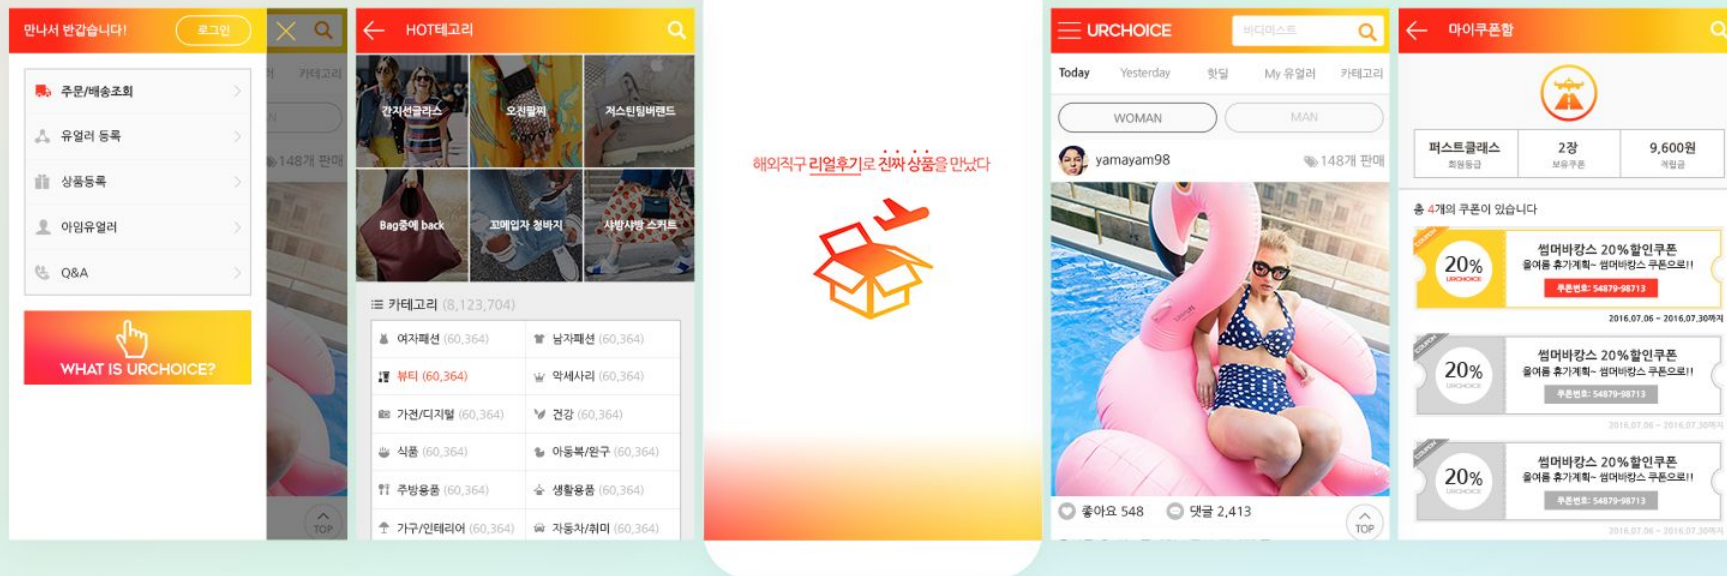 만나서 반갑습니다!
로그인
카테고리
주문/배송조회
유얼러 등록
148개 판매
상품등록
아임유얼러
Q&A
WHAT IS URCHOICE?
TOP
HOT테고리
간지선글라스
오진팔찌
저스틴팀버랜드
Bag중에 back
꼬메입자 청바지
샤방샤방 스커트
카테고리 (8,123,704)
여자패션 (60,364)
남자패션 (60,364)
뷰티 (60,364)
악세사리 (60,364)
가전/디지털 (60,364)
건강 (60,364)
식품 (60,364)
아동복/완구 (60,364)
주방용품 (60,364)
생활용품 (60,364)
가구/인테리어 (60,364)
자동차/취미 (60,364)
해외직구 리얼후기로 진짜 상품을 만났다
URCHOICE
바디미스트
Today
Yesterday
핫딜
My 유얼러
카테고리
WOMAN
MAN
yamayam98
148개 판매
좋아요 548
댓글 2,413
TOP
마이쿠폰함
퍼스트클래스
회원등급
2장
보유쿠폰
9,600원
적립금
총 4개의 쿠폰이 있습니다
COUPON
20%
URCHOICE
썸머바캉스 20%할인쿠폰
올여름 휴가계획~ 썸머바캉스 쿠폰으로!!
쿠폰번호: 54879-98713
2016.07.06 ~ 2016.07.30까지
COUPON
20%
URCHOICE
썸머바캉스 20%할인쿠폰
올여름 휴가계획~ 썸머바캉스 쿠폰으로!!
쿠폰번호: 54879-98713
2016.07.06 ~ 2016.07.30까지
COUPON
20%
URCHOICE
썸머바캉스 20%할인쿠폰
올여름 휴가계획~ 썸머바캉스 쿠폰으로!!
쿠폰번호: 54879-98713
2016.07.06 ~ 2016.07.30까지